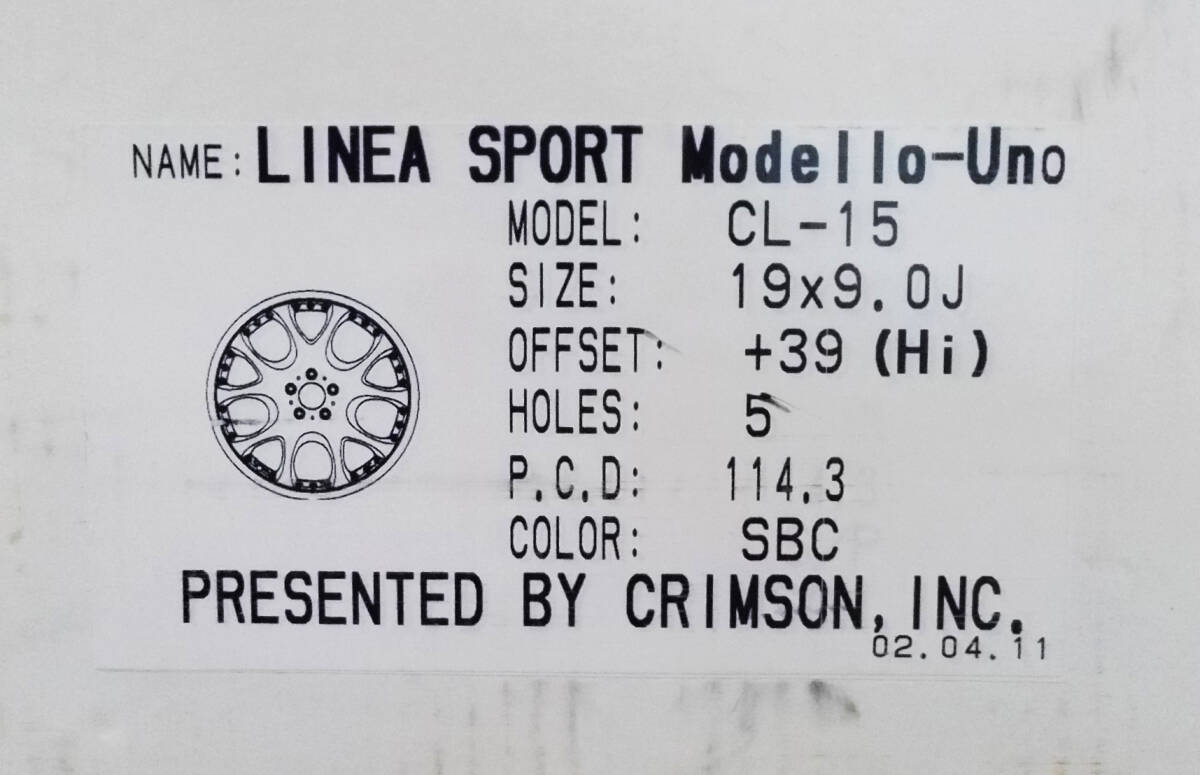 NAME: LINEA SPORT Modello-Uno
MODEL: CL-15
SIZE: 19x9.0J
OFFSET: +39 (Hi)
HOLES: 5
P.C.D: 114.3
COLOR: SBC
PRESENTED BY CRIMSON, INC.
02.04.11